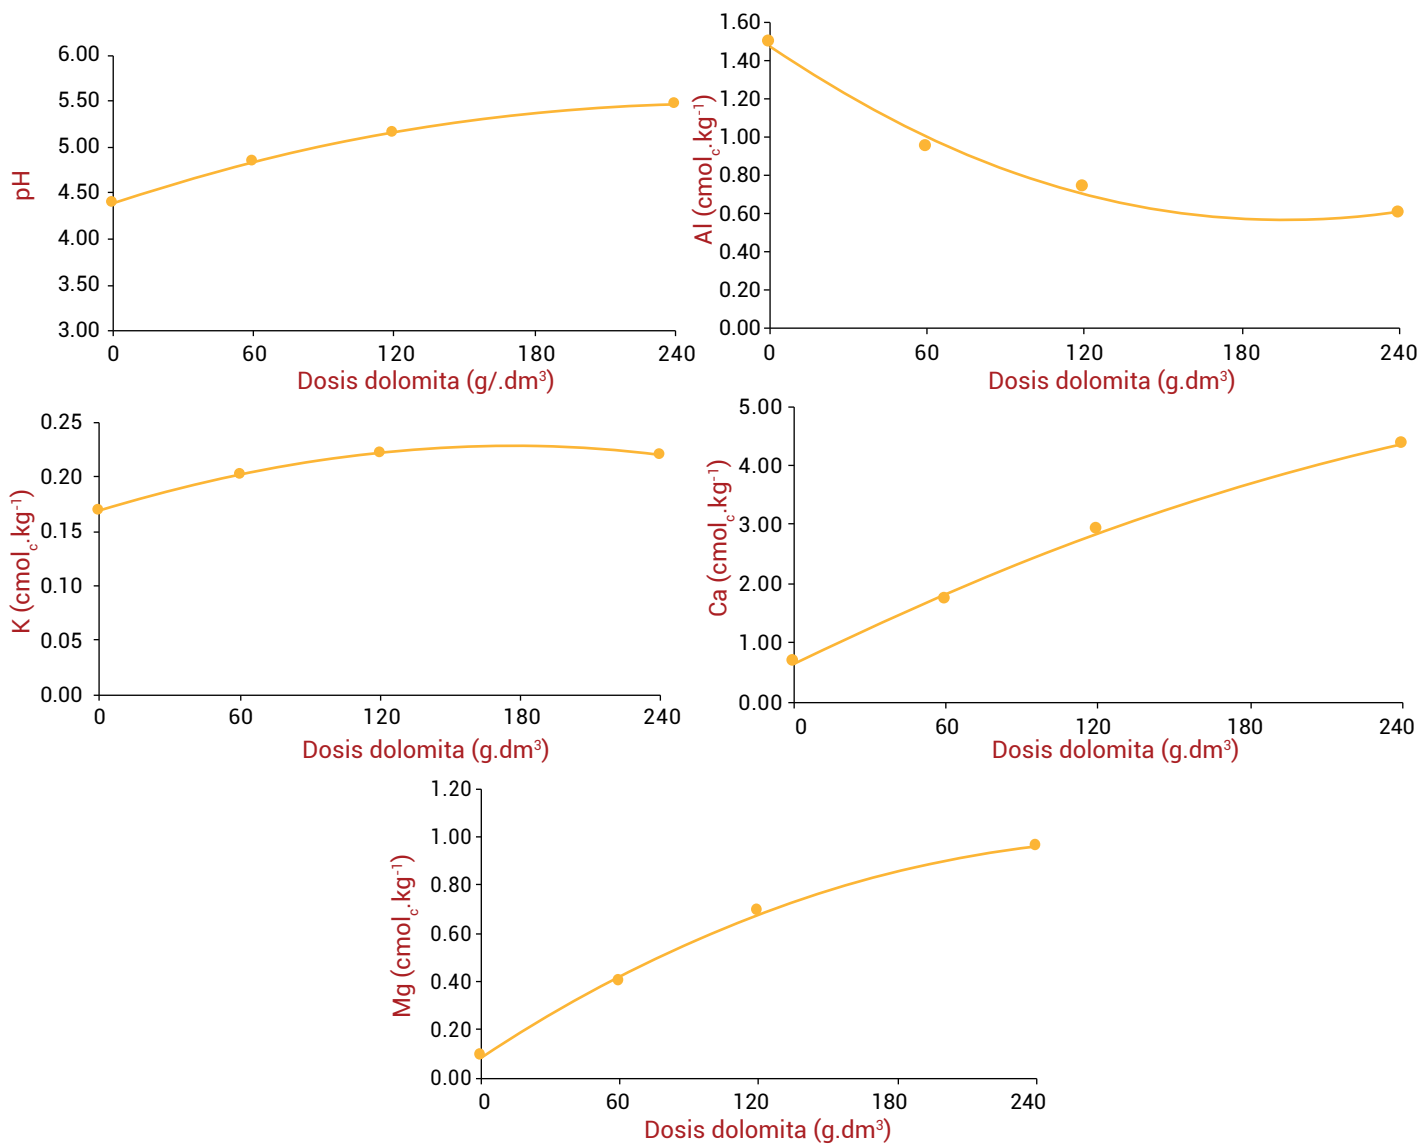 6.00
5.50
5.00
4.50
4.00
3.50
3.00
pH
0 60 120 180 240
Dosis dolomita (g/.dm³)
1.60
1.40
1.20
1.00
0.80
0.60
0.40
0.20
0.00
Al (cmolc.kg⁻¹)
0 60 120 180 240
Dosis dolomita (g.dm³)
0.25
0.20
0.15
0.10
0.05
0.00
K (cmolc.kg⁻¹)
0 60 120 180 240
Dosis dolomita (g.dm³)
5.00
4.00
3.00
2.00
1.00
0.00
Ca (cmolc.kg⁻¹)
0 60 120 180 240
Dosis dolomita (g.dm³)
1.20
1.00
0.80
0.60
0.40
0.20
0.00
Mg (cmolc.kg⁻¹)
0 60 120 180 240
Dosis dolomita (g.dm³)